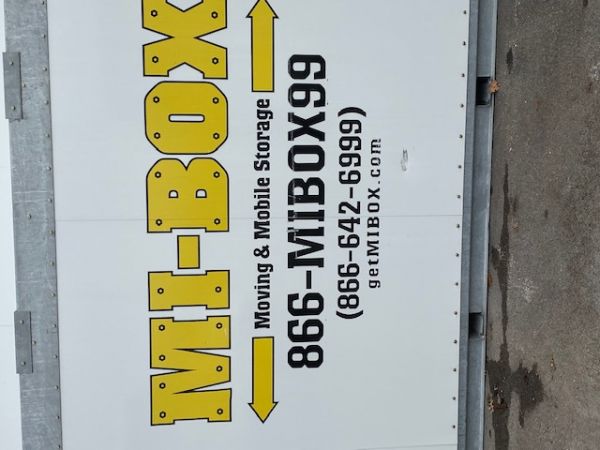 MI-BOX
Moving & Mobile Storage
866-MIBOX99
(866-642-6999)
getMIBOX.com